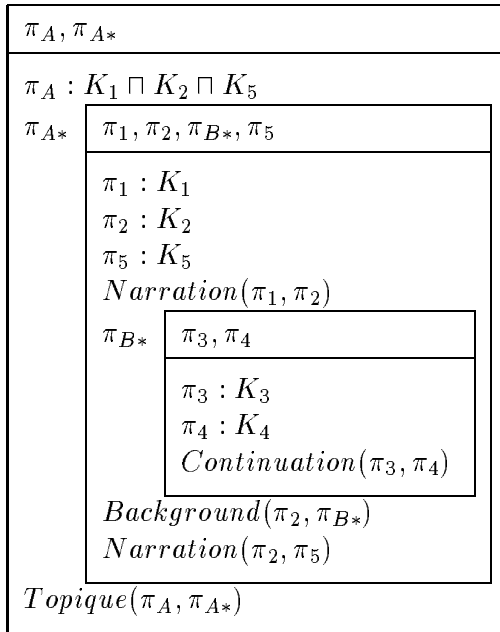 π_A, π_A*
π_A : K_1 ⊓ K_2 ⊓ K_5
π_A* π_1, π_2, π_B*, π_5
π_1 : K_1
π_2 : K_2
π_5 : K_5
Narration(π_1, π_2)
π_B* π_3, π_4
π_3 : K_3
π_4 : K_4
Continuation(π_3, π_4)
Background(π_2, π_B*)
Narration(π_2, π_5)
Topique(π_A, π_A*)